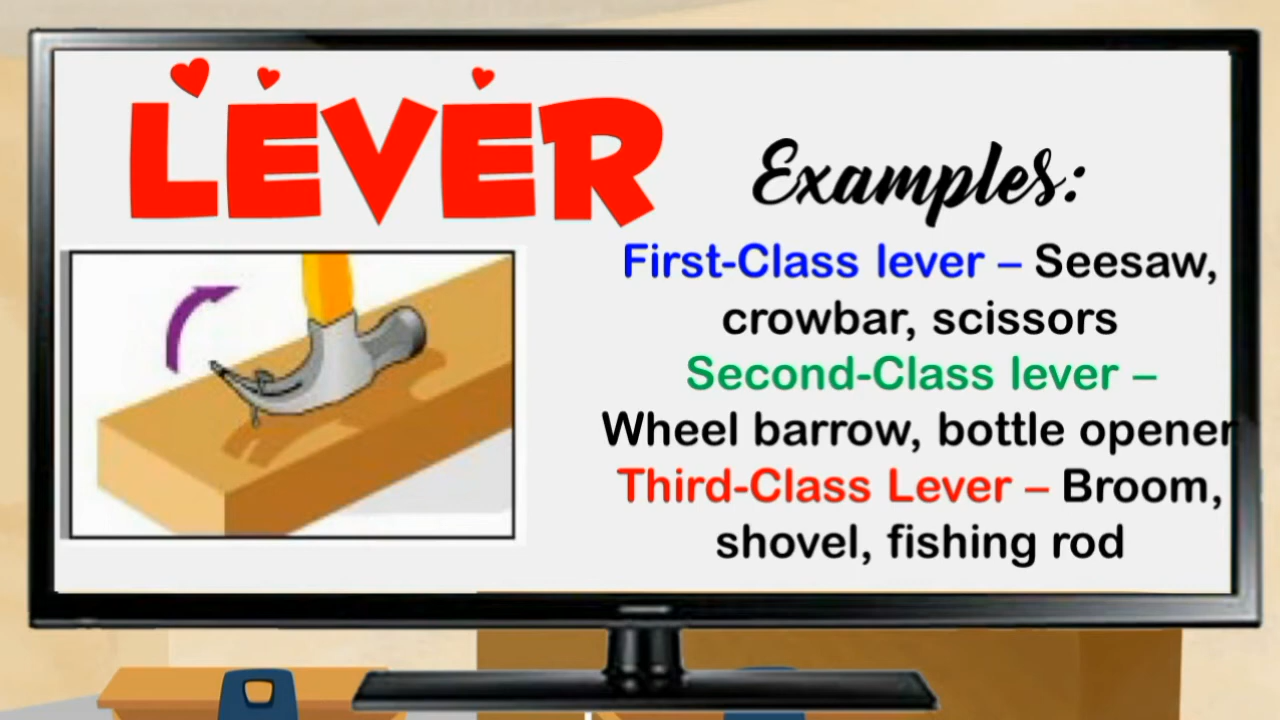 LEVER
Examples:
First-Class lever – Seesaw,
crowbar, scissors
Second-Class lever –
Wheel barrow, bottle opener
Third-Class Lever – Broom,
shovel, fishing rod